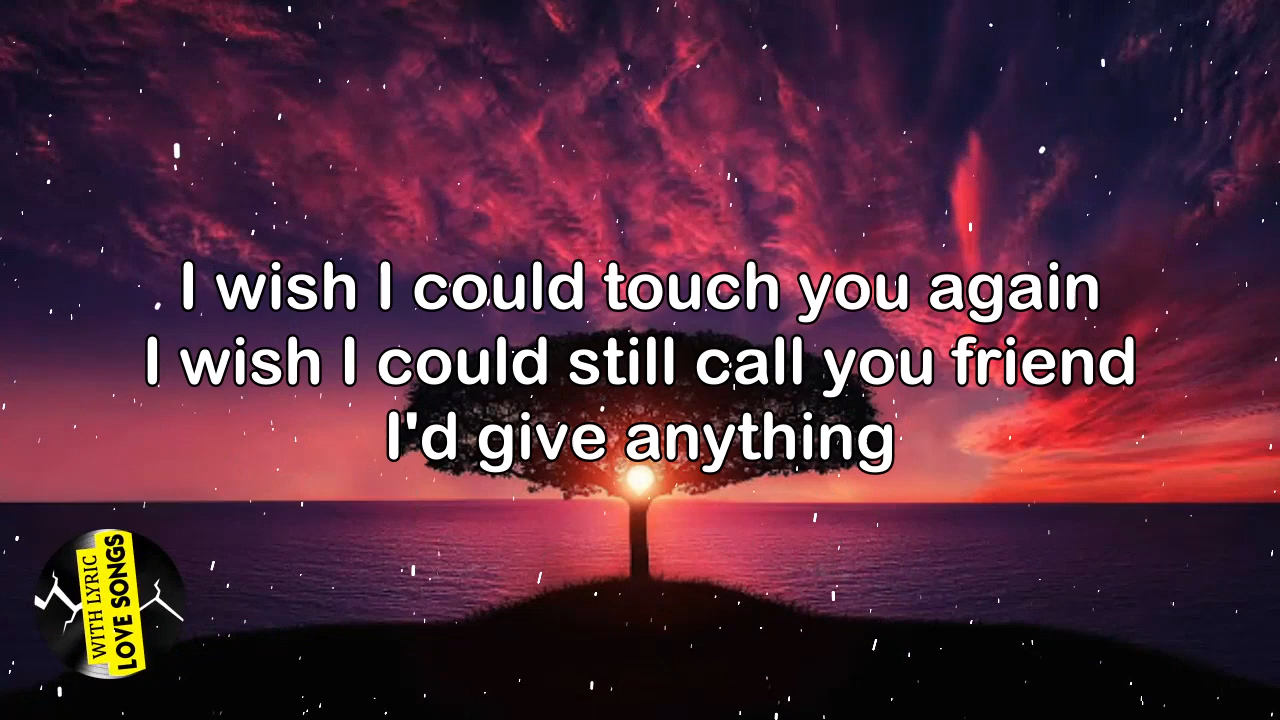 I wish I could touch you again
I wish I could still call you friend
I'd give anything
WITH LYRIC
LOVE SONGS